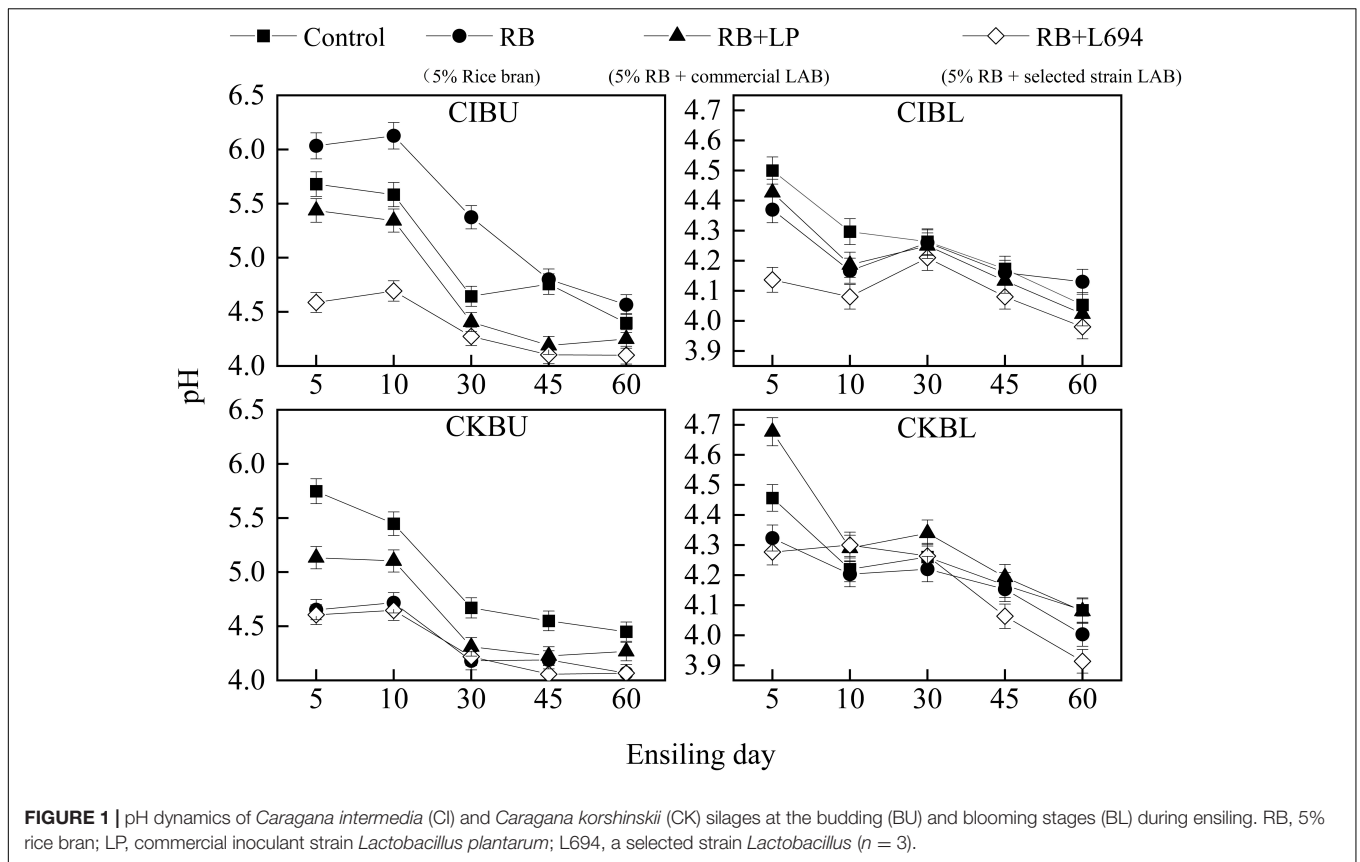 Control RB RB+LP RB+L694
(5% Rice bran) (5% RB + commercial LAB) (5% RB + selected strain LAB)
CIBU
6.5
6.0
5.5
5.0
4.5
4.0
5 10 30 45 60
CIBL
4.7
4.6
4.5
4.4
4.3
4.2
4.1
4.0
3.9
5 10 30 45 60
pH
CKBU
6.5
6.0
5.5
5.0
4.5
4.0
5 10 30 45 60
CKBL
4.7
4.6
4.5
4.4
4.3
4.2
4.1
4.0
3.9
5 10 30 45 60
Ensiling day
FIGURE 1 | pH dynamics of Caragana intermedia (CI) and Caragana korshinskii (CK) silages at the budding (BU) and blooming stages (BL) during ensiling. RB, 5%
rice bran; LP, commercial inoculant strain Lactobacillus plantarum; L694, a selected strain Lactobacillus (n = 3).